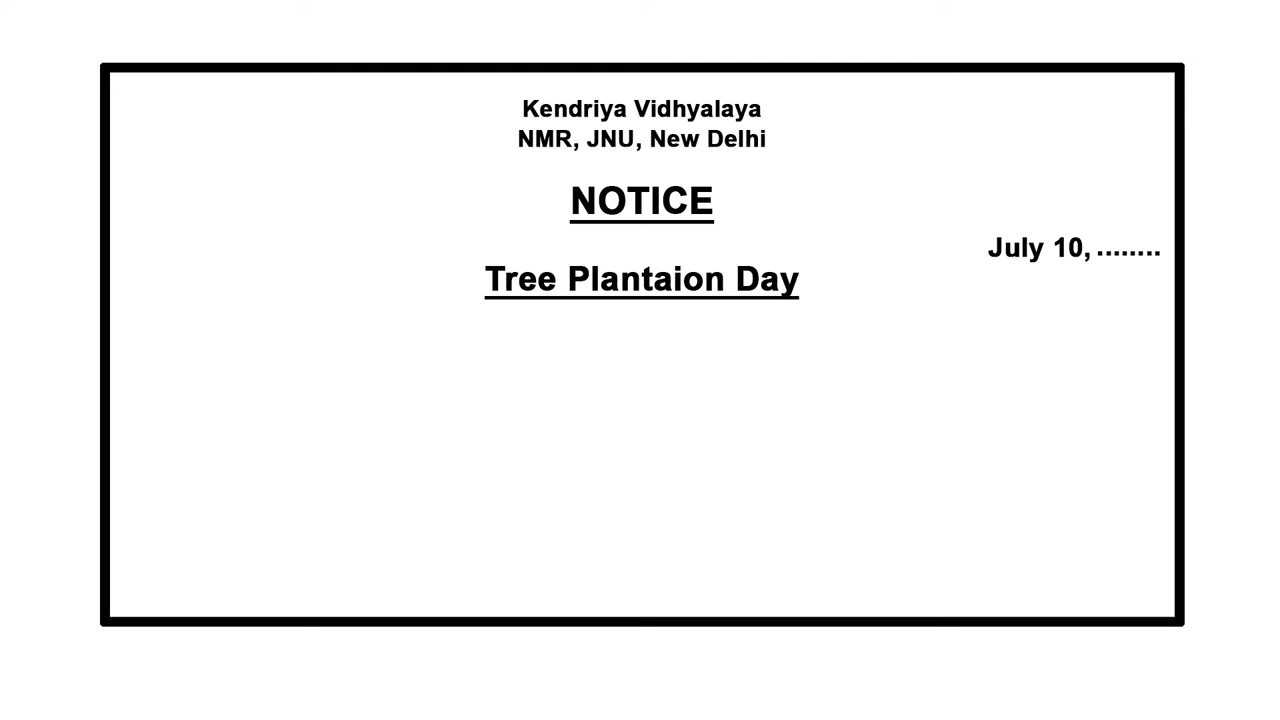 Kendriya Vidhyalaya
NMR, JNU, New Delhi
NOTICE
July 10, ........
Tree Plantaion Day